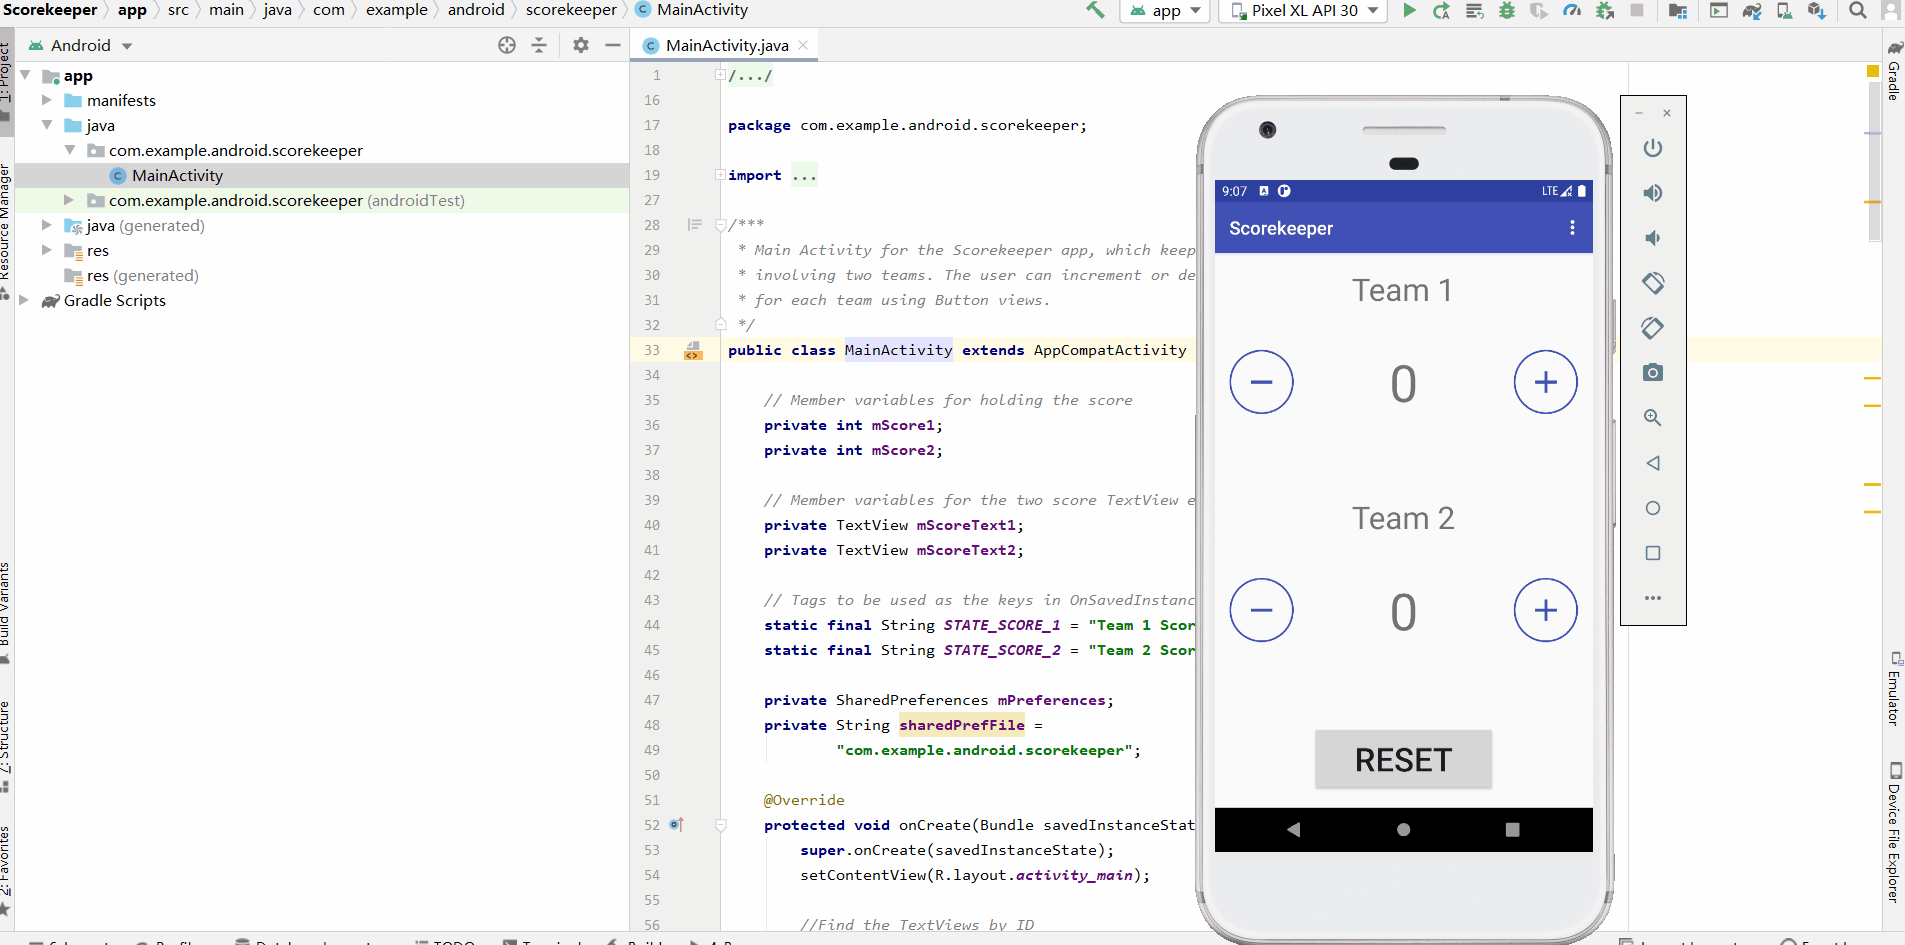 Scorekeeper app src main java com example android scorekeeper MainActivity
app Pixel XL API 30
Android
MainActivity.java
1: Project
Resource Manager
Build Variants
7: Structure
2: Favorites
app
manifests
java
com.example.android.scorekeeper
MainActivity
com.example.android.scorekeeper (androidTest)
java (generated)
res
res (generated)
Gradle Scripts
1 /.../
16
17 package com.example.android.scorekeeper;
18
19 import ...
27
28 /***
29 * Main Activity for the Scorekeeper app, which keep
30 * involving two teams. The user can increment or de
31 * for each team using Button views.
32 */
33 public class MainActivity extends AppCompatActivity
34
35 // Member variables for holding the score
36 private int mScore1;
37 private int mScore2;
38
39 // Member variables for the two score TextView e
40 private TextView mScoreText1;
41 private TextView mScoreText2;
42
43 // Tags to be used as the keys in OnSavedInstanc
44 static final String STATE_SCORE_1 = "Team 1 Scor
45 static final String STATE_SCORE_2 = "Team 2 Scor
46
47 private SharedPreferences mPreferences;
48 private String sharedPrefFile =
49 "com.example.android.scorekeeper";
50
51 @Override
52 protected void onCreate(Bundle savedInstanceStat
53 super.onCreate(savedInstanceState);
54 setContentView(R.layout.activity_main);
55
56 //Find the TextViews by ID
9:07 LTE
Scorekeeper
Team 1
− 0 +
Team 2
− 0 +
RESET
Gradle
Emulator
Device File Explorer
TODO